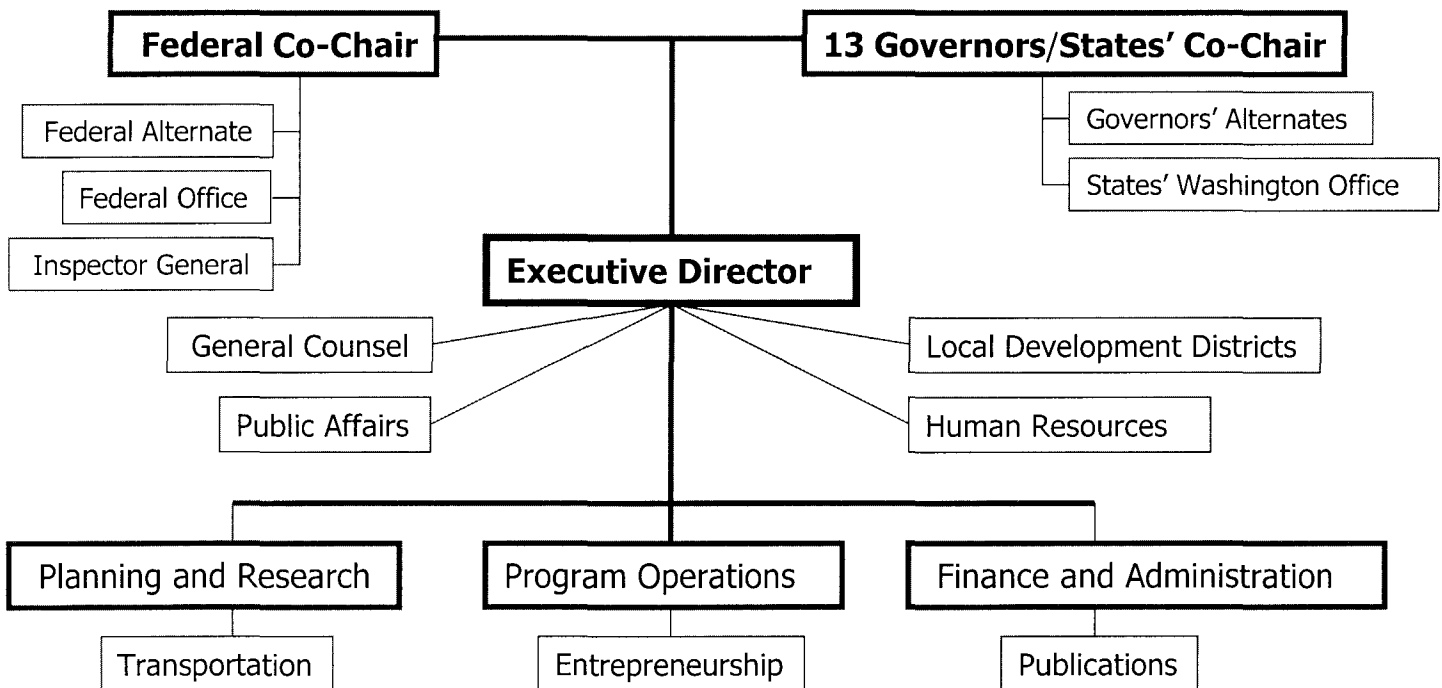 Federal Co-Chair
13 Governors/States' Co-Chair
Federal Alternate
Federal Office
Inspector General
Governors' Alternates
States' Washington Office
Executive Director
General Counsel
Local Development Districts
Public Affairs
Human Resources
Planning and Research
Program Operations
Finance and Administration
Transportation
Entrepreneurship
Publications